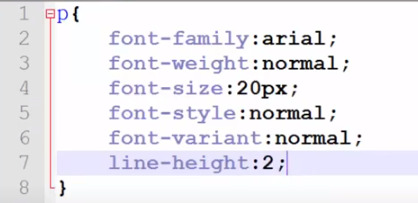 1 p{
2 font-family:arial;
3 font-weight:normal;
4 font-size:20px;
5 font-style:normal;
6 font-variant:normal;
7 line-height:2;
8 }